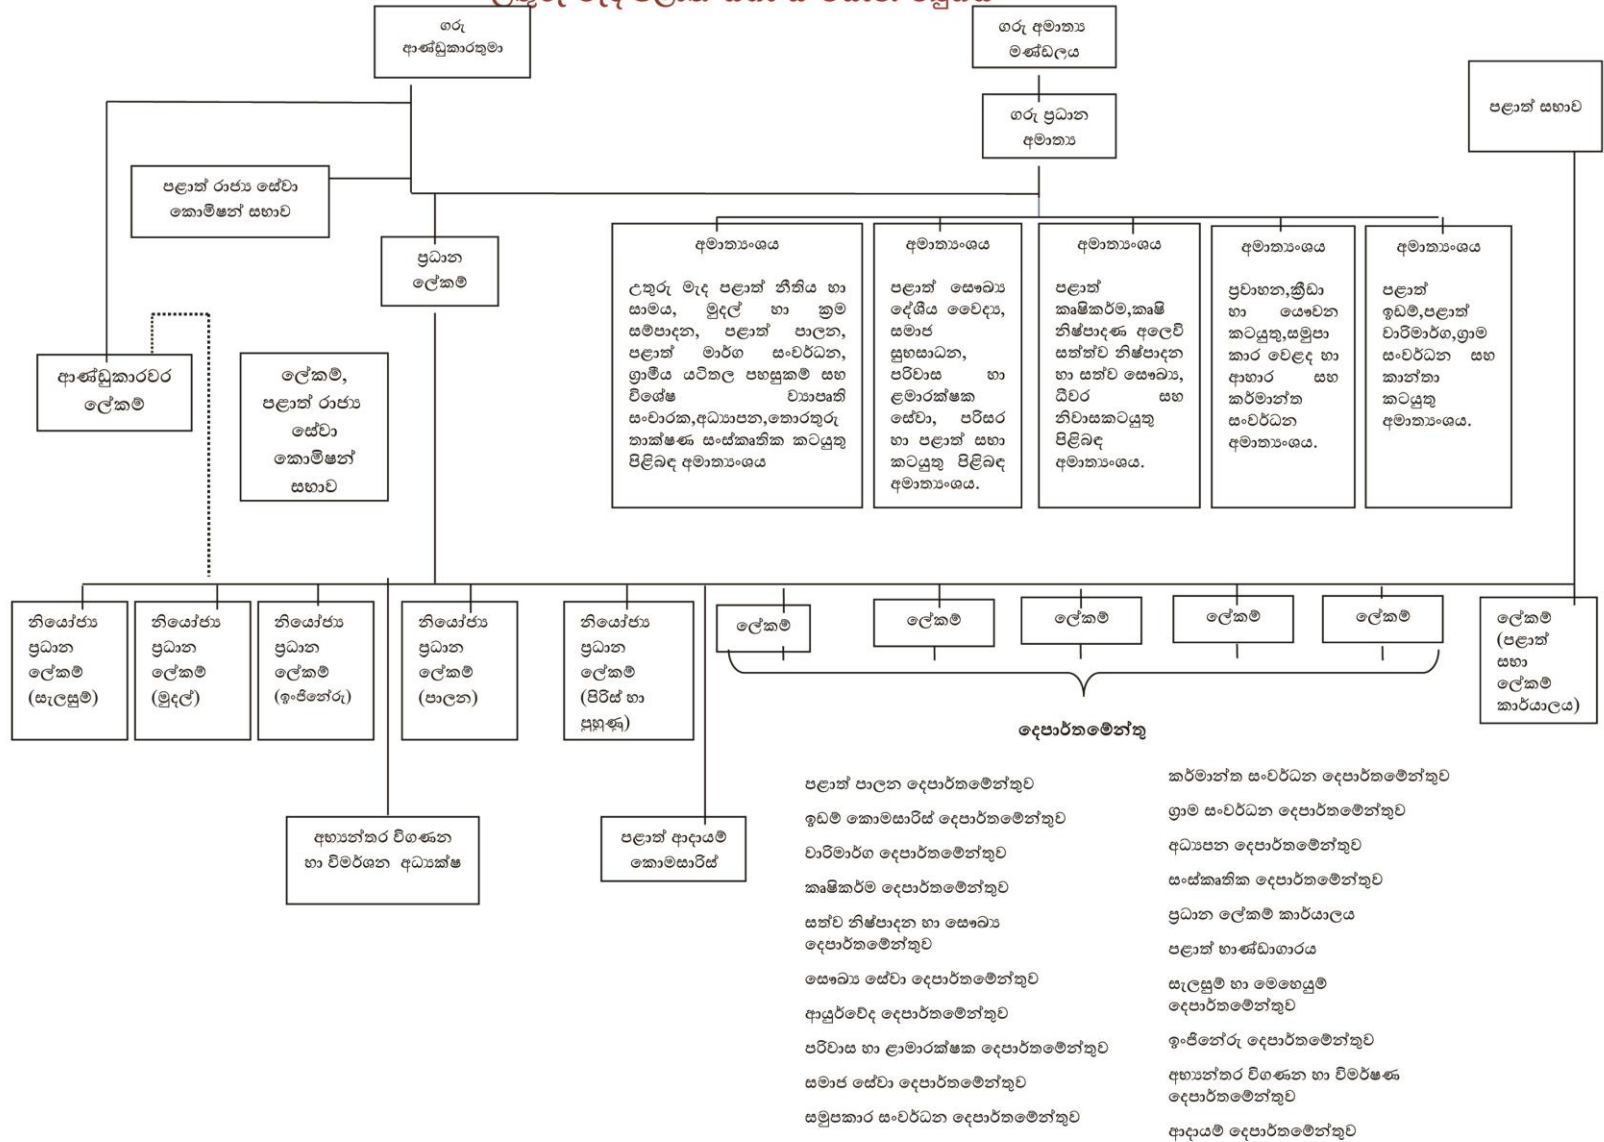 ගරු
ආණ්ඩුකාරතුමා
ගරු අමාත්‍ය
මණ්ඩලය
ගරු ප්‍රධාන
අමාත්‍ය
පළාත් සභාව
පළාත් රාජ්‍ය සේවා
කොමිෂන් සභාව
ප්‍රධාන
ලේකම්
ආණ්ඩුකාරවර
ලේකම්
ලේකම්,
පළාත් රාජ්‍ය
සේවා
කොමිෂන්
සභාව
අමාත්‍යංශය
උතුරු මැද පළාත් නීතිය හා
සාමය, මුදල් හා ක්‍රම
සම්පාදන, පළාත් පාලන,
පළාත් මාර්ග සංවර්ධන,
ග්‍රාමීය යටිතල පහසුකම් සහ
විශේෂ ව්‍යාපෘති
සංචාරක,අධ්‍යාපන,තොරතුරු
තාක්ෂණ සංස්කෘතික කටයුතු
පිළිබඳ අමාත්‍යංශය
අමාත්‍යංශය
පළාත් සෞඛ්‍ය
දේශීය වෛද්‍ය,
සමාජ
සුභසාධන,
පරිවාස හා
ළමාරක්ෂක
සේවා, පරිසර
හා පළාත් සභා
කටයුතු පිළිබඳ
අමාත්‍යංශය.
අමාත්‍යංශය
පළාත්
කෘෂිකර්ම,කෘෂි
නිෂ්පාදණ අලෙවි
සත්ත්ව නිෂ්පාදන
හා සත්ව සෞඛ්‍ය,
ධීවර සහ
නිවාසකටයුතු
පිළිබඳ
අමාත්‍යංශය.
අමාත්‍යංශය
ප්‍රවාහන,ක්‍රීඩා
හා යෞවන
කටයුතු,සමුපා
කාර වෙළඳ හා
ආහාර සහ
කර්මාන්ත
සංවර්ධන
අමාත්‍යංශය.
අමාත්‍යංශය
පළාත්
ඉඩම්,පළාත්
වාරිමාර්ග,ග්‍රාම
සංවර්ධන සහ
කාන්තා
කටයුතු
අමාත්‍යංශය.
නියෝජ්‍ය
ප්‍රධාන
ලේකම්
(සැලසුම්)
නියෝජ්‍ය
ප්‍රධාන
ලේකම්
(මුදල්)
නියෝජ්‍ය
ප්‍රධාන
ලේකම්
(ඉංජිනේරු)
නියෝජ්‍ය
ප්‍රධාන
ලේකම්
(පාලන)
නියෝජ්‍ය
ප්‍රධාන
ලේකම්
(පිරිස් හා
පුහුණු)
ලේකම්
ලේකම්
ලේකම්
ලේකම්
ලේකම්
ලේකම්
(පළාත්
සභා
ලේකම්
කාර්යාලය)
අභ්‍යන්තර විගණන
හා විමර්ශන අධ්‍යක්ෂ
පළාත් ආදායම්
කොමසාරිස්
දෙපාර්තමේන්තු
පළාත් පාලන දෙපාර්තමේන්තුව
ඉඩම් කොමසාරිස් දෙපාර්තමේන්තුව
වාරිමාර්ග දෙපාර්තමේන්තුව
කෘෂිකර්ම දෙපාර්තමේන්තුව
සත්ව නිෂ්පාදන හා සෞඛ්‍ය
දෙපාර්තමේන්තුව
සෞඛ්‍ය සේවා දෙපාර්තමේන්තුව
ආයුර්වේද දෙපාර්තමේන්තුව
පරිවාස හා ළාමාරක්ෂක දෙපාර්තමේන්තුව
සමාජ සේවා දෙපාර්තමේන්තුව
සමුපකාර සංවර්ධන දෙපාර්තමේන්තුව
කර්මාන්ත සංවර්ධන දෙපාර්තමේන්තුව
ග්‍රාම සංවර්ධන දෙපාර්තමේන්තුව
අධ්‍යපන දෙපාර්තමේන්තුව
සංස්කෘතික දෙපාර්තමේන්තුව
ප්‍රධාන ලේකම් කාර්යාලය
පළාත් භාණ්ඩාගාරය
සැලසුම් හා මෙහෙයුම්
දෙපාර්තමේන්තුව
ඉංජිනේරු දෙපාර්තමේන්තුව
අභ්‍යන්තර විගණන හා විමර්ෂණ
දෙපාර්තමේන්තුව
ආදායම් දෙපාර්තමේන්තුව